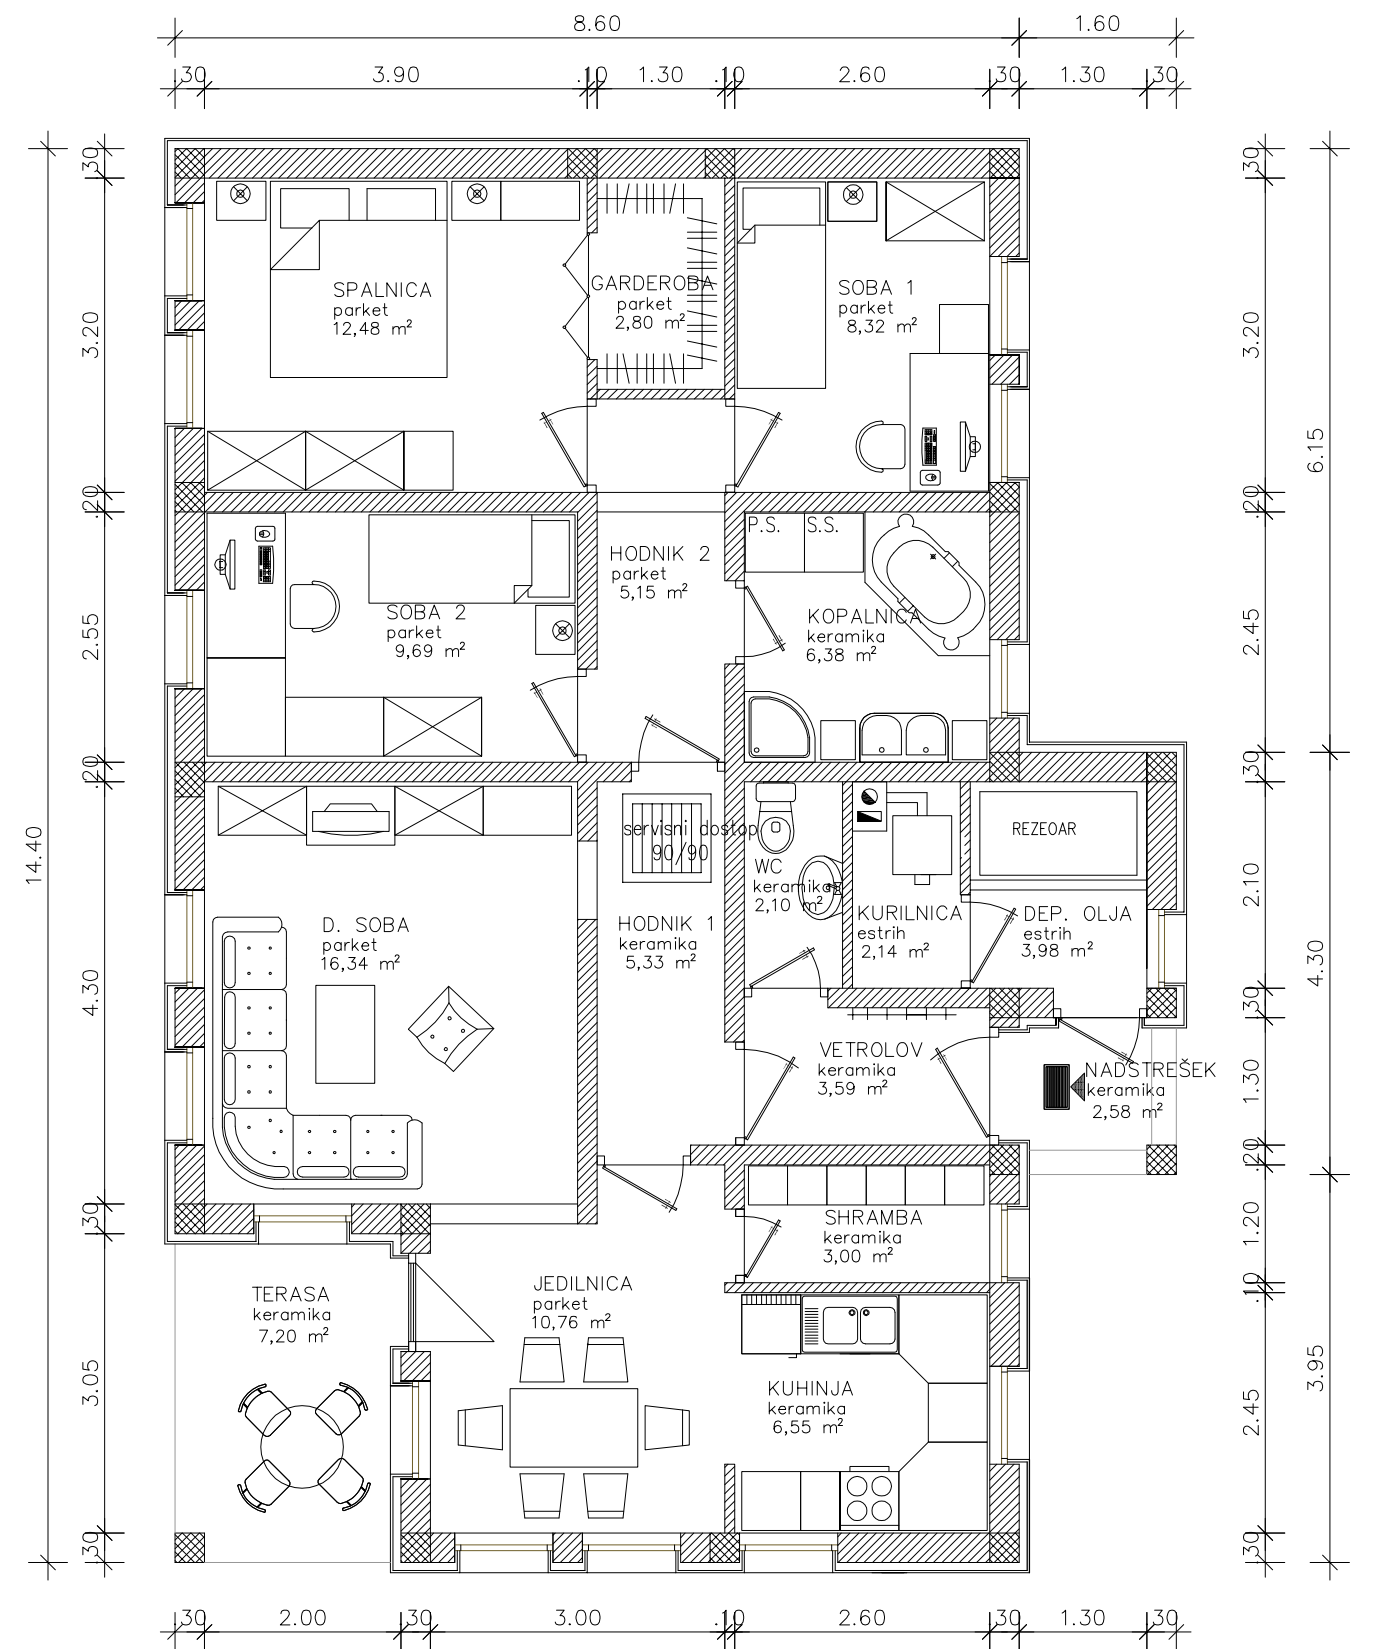 8.60
1.60
.30
3.90
.10
1.30
.10
2.60
.30
1.30
.30
.30
.30
SPALNICA
parket
12,48 m²
GARDEROBA
parket
2,80 m²
SOBA 1
parket
8,32 m²
3.20
3.20
6.15
.20
.20
P.S.
S.S.
HODNIK 2
parket
5,15 m²
SOBA 2
parket
9,69 m²
KOPALNICA
keramika
6,38 m²
2.55
2.45
.20
.30
14.40
servisni dostop
90/90
REZEOAR
WC
keramika
2,10 m²
KURILNICA
estrih
2,14 m²
DEP. OLJA
estrih
3,98 m²
2.10
D. SOBA
parket
16,34 m²
HODNIK 1
keramika
5,33 m²
4.30
4.30
.30
VETROLOV
keramika
3,59 m²
NADSTREŠEK
keramika
2,58 m²
1.30
.20
.30
SHRAMBA
keramika
3,00 m²
1.20
.10
TERASA
keramika
7,20 m²
JEDILNICA
parket
10,76 m²
KUHINJA
keramika
6,55 m²
3.05
2.45
3.95
.30
.30
.30
2.00
.30
3.00
.10
2.60
.30
1.30
.30